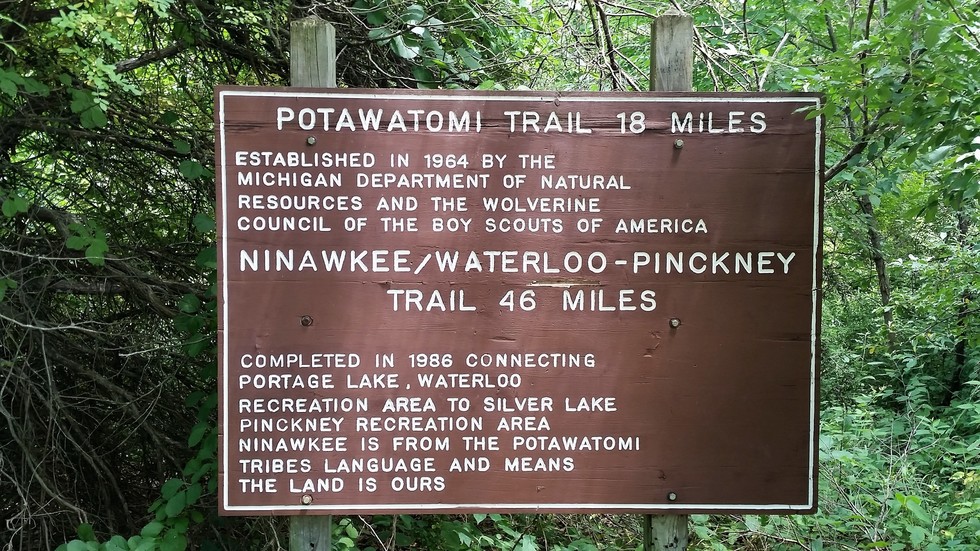 POTAWATOMI TRAIL 18 MILES
ESTABLISHED IN 1964 BY THE
MICHIGAN DEPARTMENT OF NATURAL
RESOURCES AND THE WOLVERINE
COUNCIL OF THE BOY SCOUTS OF AMERICA
NINAWKEE/WATERLOO-PINCKNEY
TRAIL 46 MILES
COMPLETED IN 1986 CONNECTING
PORTAGE LAKE, WATERLOO
RECREATION AREA TO SILVER LAKE
PINCKNEY RECREATION AREA
NINAWKEE IS FROM THE POTAWATOMI
TRIBES LANGUAGE AND MEANS
THE LAND IS OURS